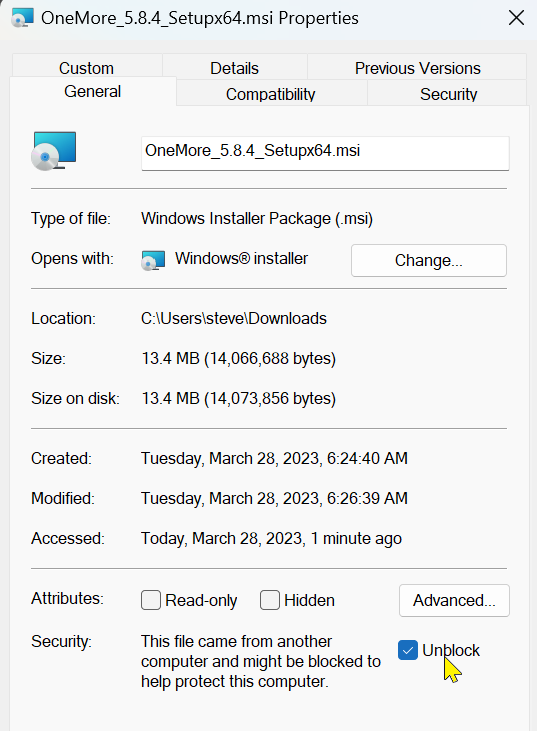 OneMore_5.8.4_Setupx64.msi Properties
Custom Details Previous Versions
General Compatibility Security
OneMore_5.8.4_Setupx64.msi
Type of file: Windows Installer Package (.msi)
Opens with: Windows® installer Change...
Location: C:\Users\steve\Downloads
Size: 13.4 MB (14,066,688 bytes)
Size on disk: 13.4 MB (14,073,856 bytes)
Created: Tuesday, March 28, 2023, 6:24:40 AM
Modified: Tuesday, March 28, 2023, 6:26:39 AM
Accessed: Today, March 28, 2023, 1 minute ago
Attributes: Read-only Hidden Advanced...
Security: This file came from another
computer and might be blocked to
help protect this computer.
Unblock